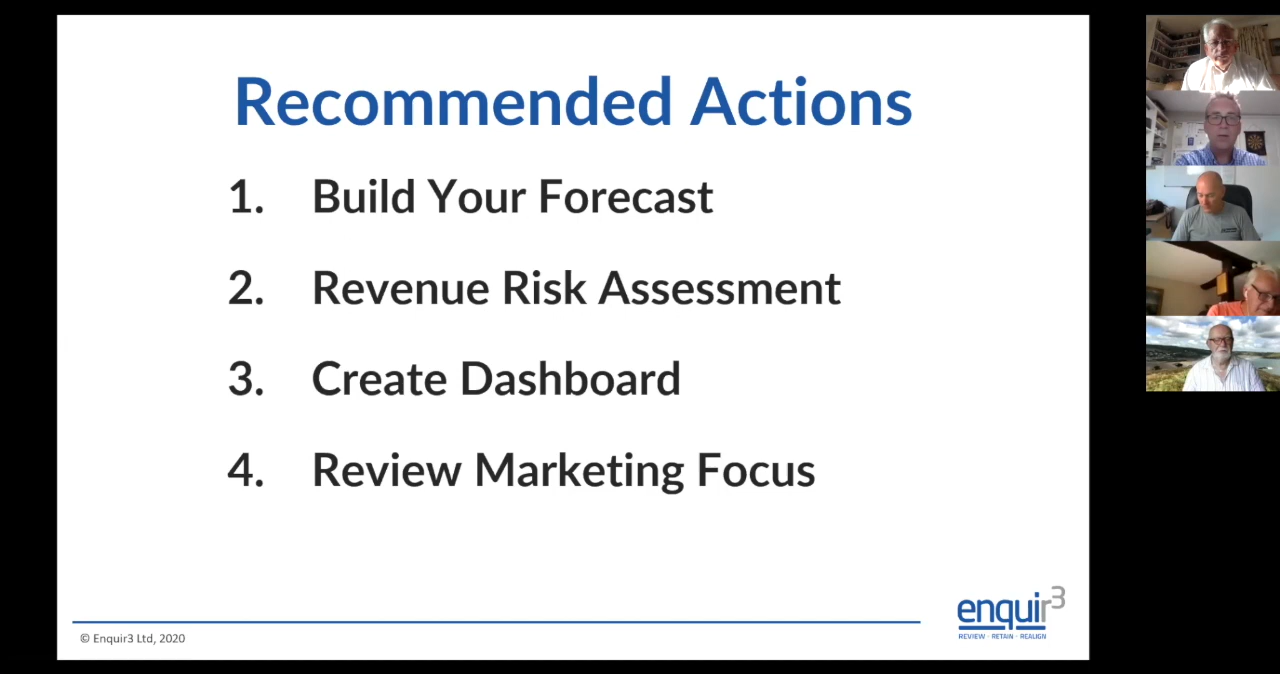 Recommended Actions
1. Build Your Forecast
2. Revenue Risk Assessment
3. Create Dashboard
4. Review Marketing Focus
© Enquir3 Ltd, 2020
enquir3
REVIEW · RETAIN · REALIGN